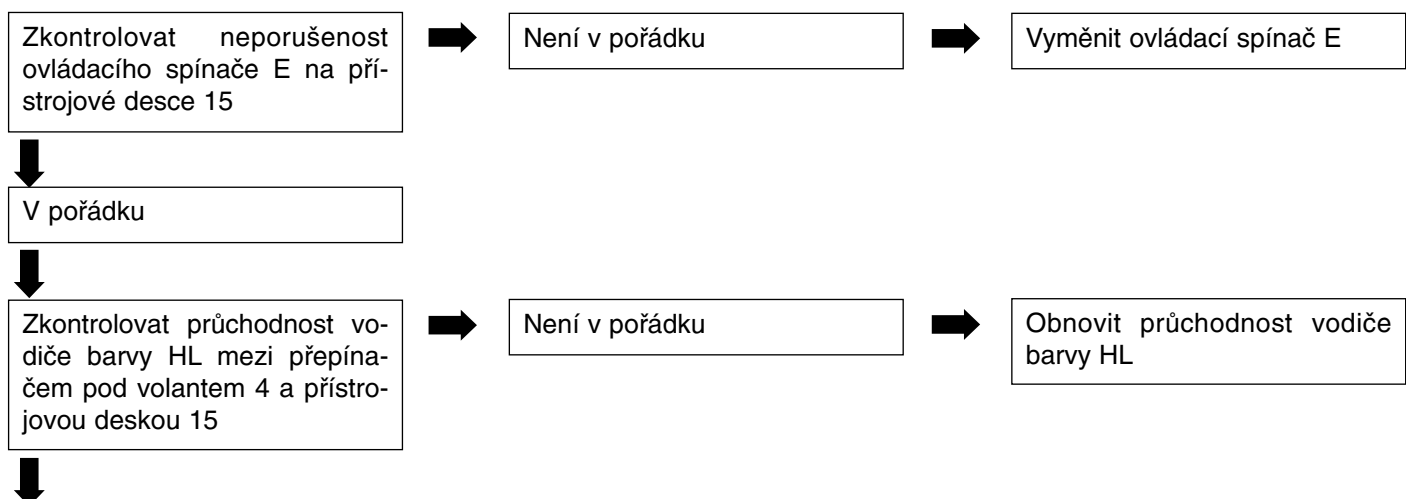 Zkontrolovat neporušenost
ovládacího spínače E na pří-
strojové desce 15
Není v pořádku
Vyměnit ovládací spínač E
V pořádku
Zkontrolovat průchodnost vo-
diče barvy HL mezi přepína-
čem pod volantem 4 a přístro-
jovou deskou 15
Není v pořádku
Obnovit průchodnost vodiče
barvy HL